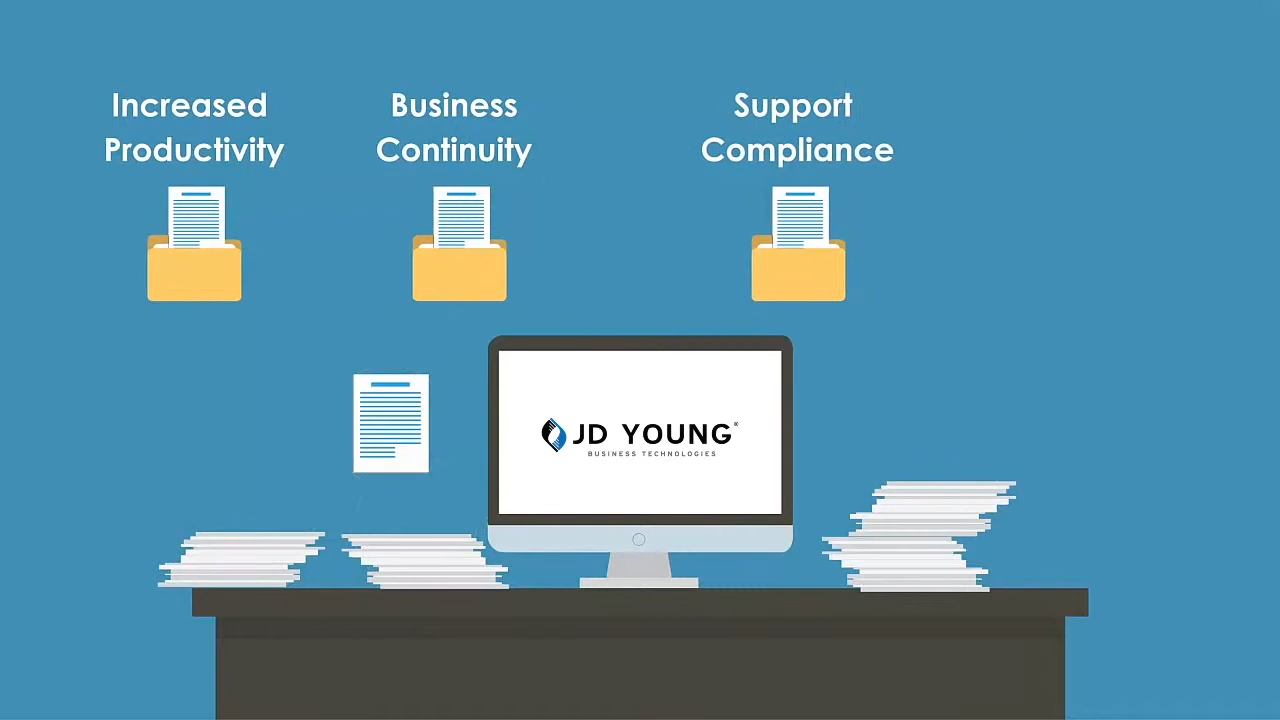 Increased
Productivity
Business
Continuity
Support
Compliance
JD YOUNG®
BUSINESS TECHNOLOGIES